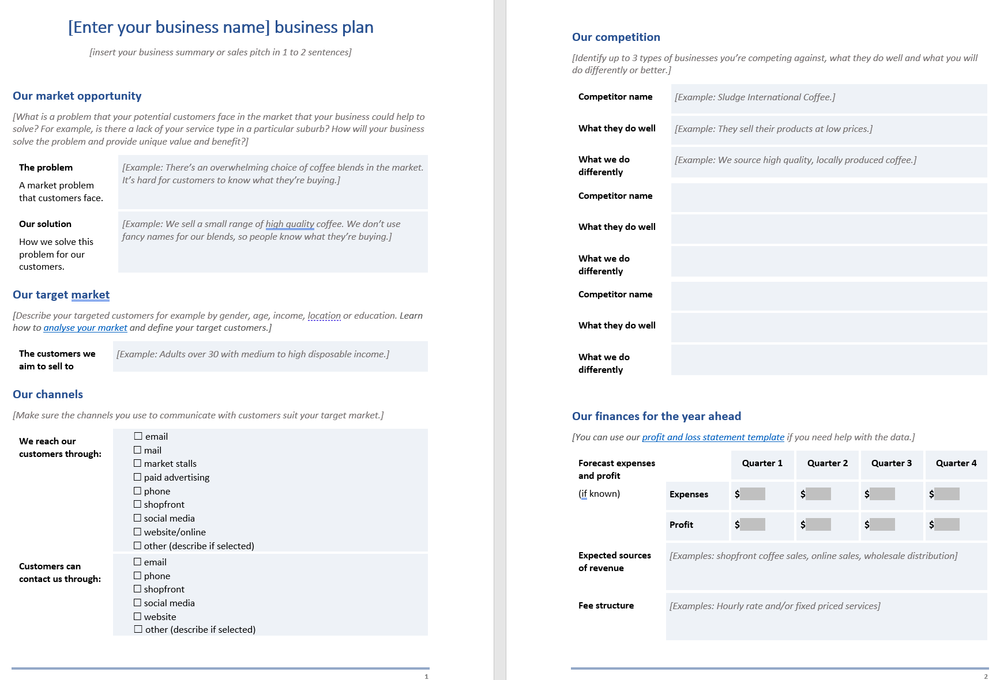 [Enter your business name] business plan
[insert your business summary or sales pitch in 1 to 2 sentences]
Our market opportunity
[What is a problem that your potential customers face in the market that your business could help to
solve? For example, is there a lack of your service type in a particular suburb? How will your business
solve the problem and provide unique value and benefit?]
The problem
A market problem
that customers face.
[Example: There's an overwhelming choice of coffee blends in the market.
It's hard for customers to know what they're buying.]
Our solution
How we solve this
problem for our
customers.
[Example: We sell a small range of high quality coffee. We don't use
fancy names for our blends, so people know what they're buying.]
Our target market
[Describe your targeted customers for example by gender, age, income, location or education. Learn
how to analyse your market and define your target customers.]
The customers we
aim to sell to
[Example: Adults over 30 with medium to high disposable income.]
Our channels
[Make sure the channels you use to communicate with customers suit your target market.]
We reach our
customers through:
☐ email
☐ mail
☐ market stalls
☐ paid advertising
☐ phone
☐ shopfront
☐ social media
☐ website/online
☐ other (describe if selected)
Customers can
contact us through:
☐ email
☐ phone
☐ shopfront
☐ social media
☐ website
☐ other (describe if selected)
1
Our competition
[Identify up to 3 types of businesses you're competing against, what they do well and what you will
do differently or better.]
Competitor name
[Example: Sludge International Coffee.]
What they do well
[Example: They sell their products at low prices.]
What we do
differently
[Example: We source high quality, locally produced coffee.]
Competitor name
What they do well
What we do
differently
Competitor name
What they do well
What we do
differently
Our finances for the year ahead
[You can use our profit and loss statement template if you need help with the data.]
Forecast expenses
and profit
(if known)
Quarter 1 Quarter 2 Quarter 3 Quarter 4
Expenses $ $ $ $
Profit $ $ $ $
Expected sources
of revenue
[Examples: shopfront coffee sales, online sales, wholesale distribution]
Fee structure
[Examples: Hourly rate and/or fixed priced services]
2